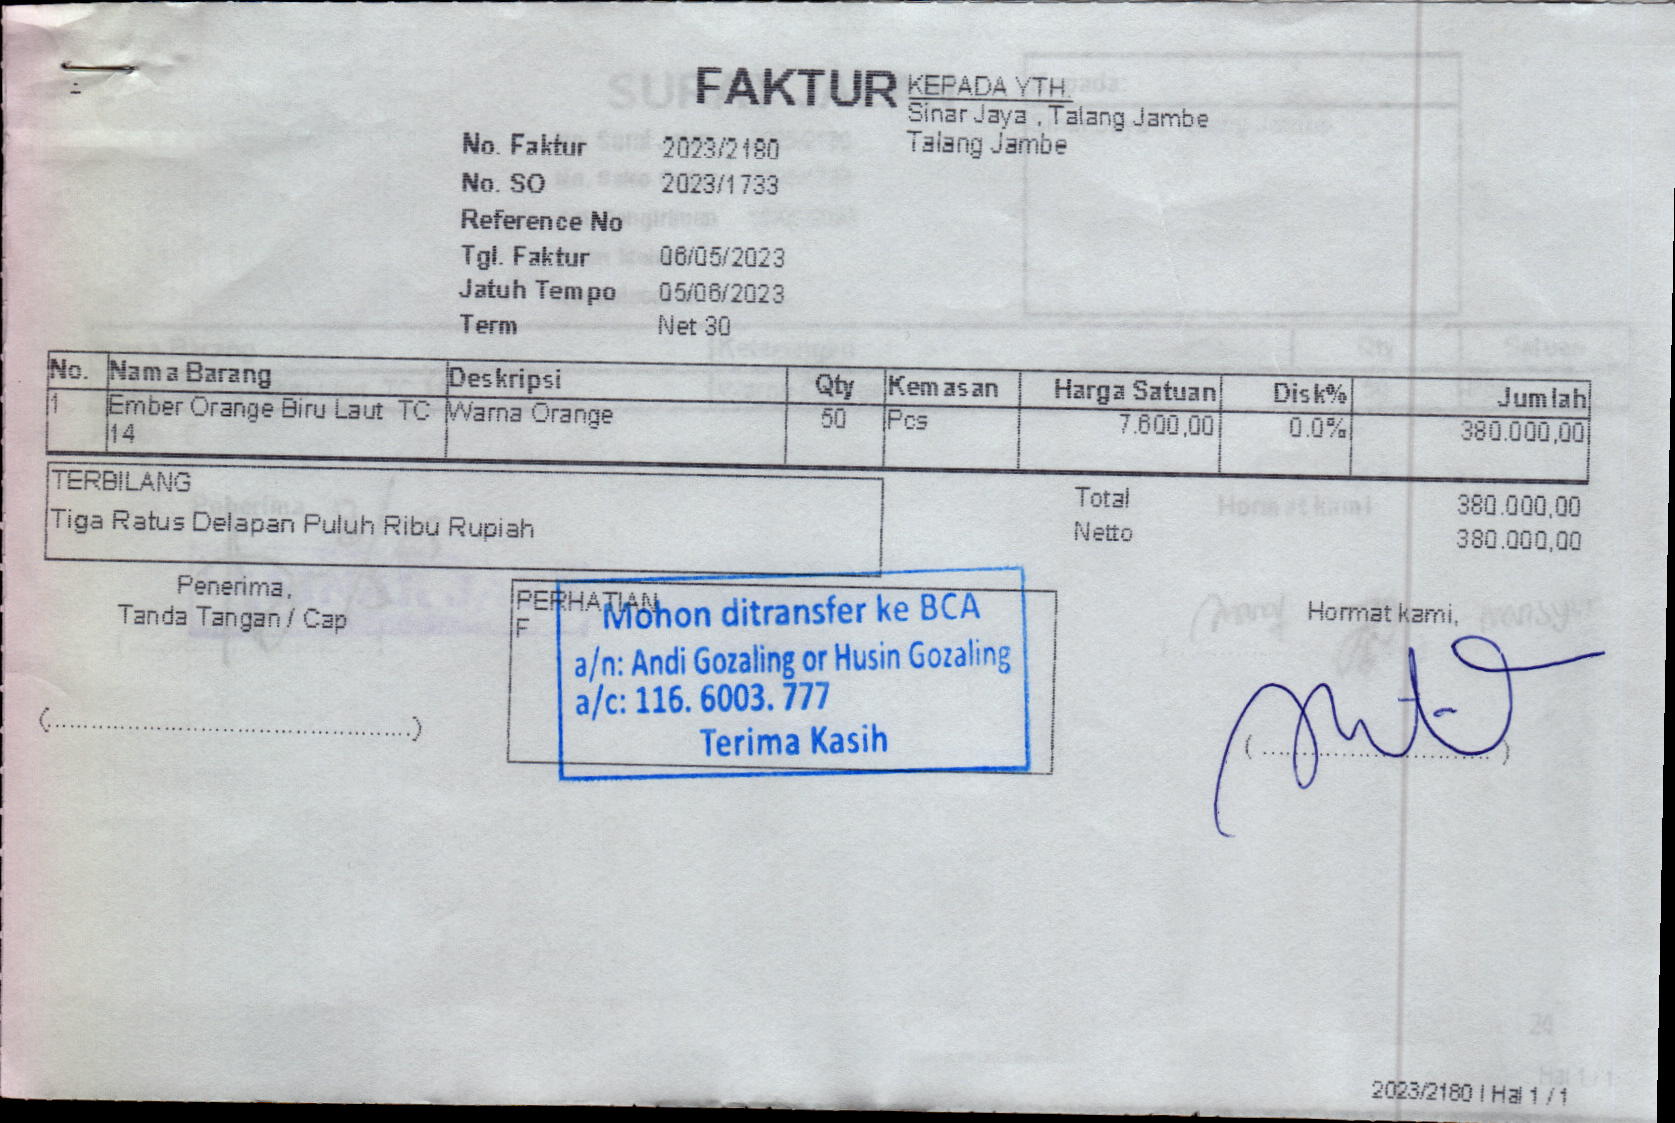 FAKTUR
KEPADA YTH.
Sinar Jaya , Talang Jambe
Talang Jambe
No. Faktur 2023/2180
No. SO 2023/1733
Reference No
Tgl. Faktur 06/05/2023
Jatuh Tempo 05/06/2023
Term Net 30
No. Nama Barang Deskripsi Qty Kemasan Harga Satuan Disk% Jumlah
1 Ember Orange Biru Laut TC Warna Orange 50 Pcs 7.600,00 0.0% 380.000,00
14
TERBILANG
Tiga Ratus Delapan Puluh Ribu Rupiah
Total 380.000,00
Netto 380.000,00
Penerima,
Tanda Tangan / Cap
(..................................................)
PERHATIAN
F
Mohon ditransfer ke BCA
a/n: Andi Gozaling or Husin Gozaling
a/c: 116. 6003. 777
Terima Kasih
Hormat kami,
(..................................)
2023/2180 | Hal 1 / 1